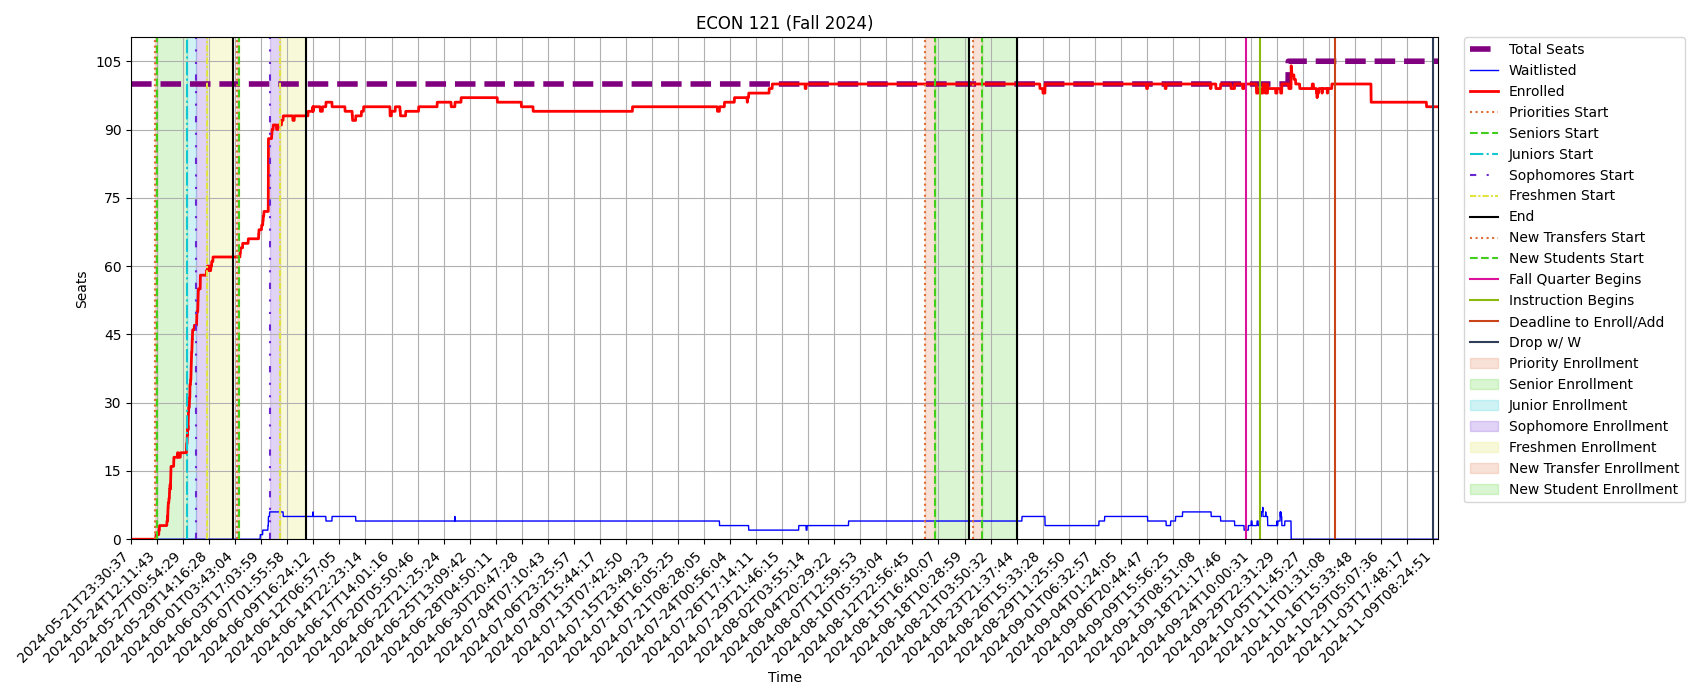 ECON 121 (Fall 2024)
Seats
105
90
75
60
45
30
15
0
2024-05-21T23:30:37
2024-05-24T12:11:43
2024-05-27T00:54:29
2024-05-29T14:16:28
2024-06-01T03:43:04
2024-06-03T17:03:59
2024-06-07T01:55:58
2024-06-09T16:24:12
2024-06-12T06:57:05
2024-06-14T22:23:14
2024-06-17T14:01:16
2024-06-20T05:50:46
2024-06-22T21:25:24
2024-06-25T13:09:42
2024-06-28T04:50:11
2024-06-30T20:47:28
2024-07-04T07:10:43
2024-07-06T23:25:57
2024-07-09T15:44:17
2024-07-13T07:42:50
2024-07-15T23:49:23
2024-07-18T16:05:25
2024-07-21T08:28:05
2024-07-24T00:56:04
2024-07-26T17:14:11
2024-07-29T21:46:15
2024-08-02T03:55:14
2024-08-04T20:29:22
2024-08-07T12:59:53
2024-08-10T05:53:04
2024-08-12T22:56:45
2024-08-15T16:40:07
2024-08-18T10:28:59
2024-08-21T03:50:32
2024-08-23T21:37:44
2024-08-26T15:33:28
2024-08-29T11:25:50
2024-09-01T06:32:57
2024-09-04T01:24:05
2024-09-06T20:44:47
2024-09-09T15:56:25
2024-09-13T08:51:08
2024-09-18T21:17:46
2024-09-24T10:00:31
2024-09-29T22:31:29
2024-10-05T11:45:27
2024-10-11T01:31:08
2024-10-16T15:33:48
2024-10-29T05:07:36
2024-11-03T17:48:17
2024-11-09T08:24:51
Time
Total Seats
Waitlisted
Enrolled
Priorities Start
Seniors Start
Juniors Start
Sophomores Start
Freshmen Start
End
New Transfers Start
New Students Start
Fall Quarter Begins
Instruction Begins
Deadline to Enroll/Add
Drop w/ W
Priority Enrollment
Senior Enrollment
Junior Enrollment
Sophomore Enrollment
Freshmen Enrollment
New Transfer Enrollment
New Student Enrollment